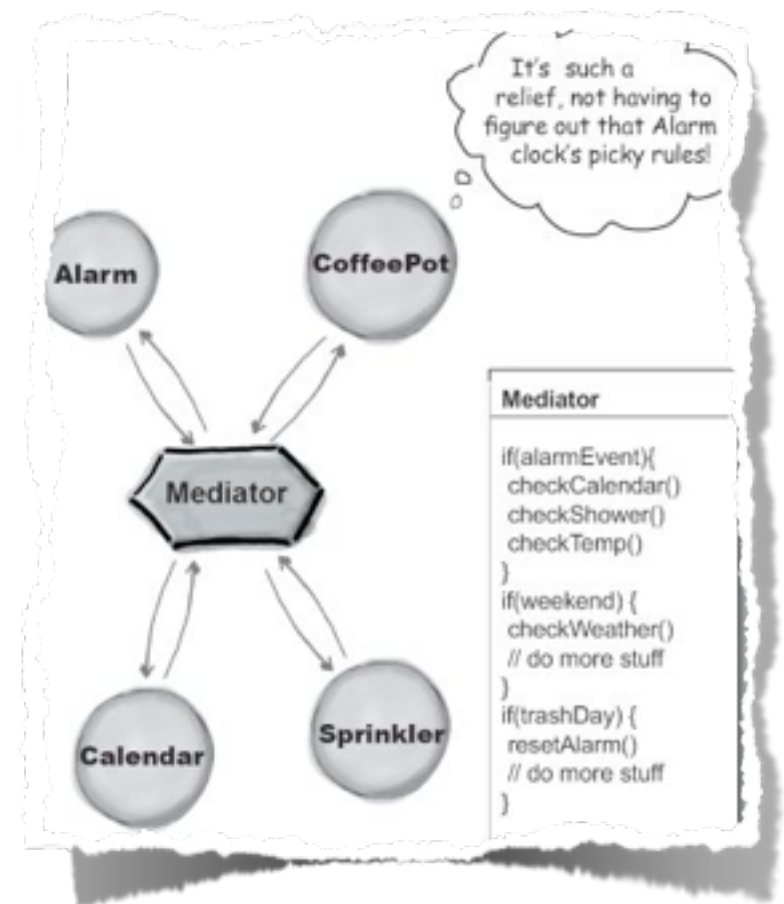 It's such a
relief, not having to
figure out that Alarm
clock's picky rules!
Alarm
CoffeePot
Mediator
Calendar
Sprinkler
Mediator
if(alarmEvent){
checkCalendar()
checkShower()
checkTemp()
}
if(weekend) {
checkWeather()
// do more stuff
}
if(trashDay) {
resetAlarm()
// do more stuff
}